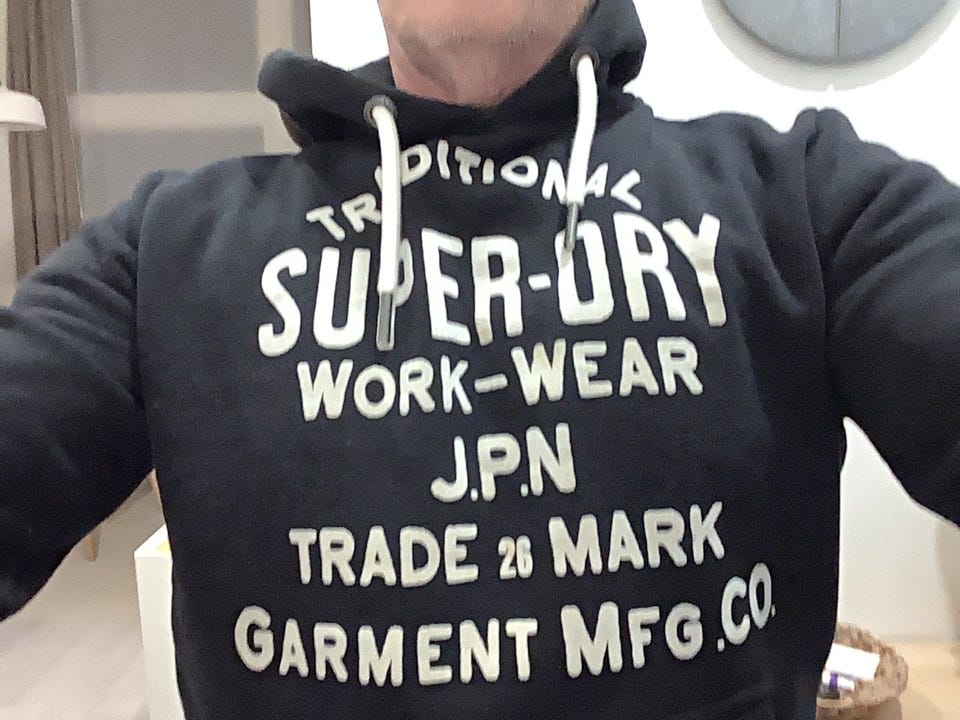 TRADITIONAL
SUPER-DRY
WORK-WEAR
J.P.N
TRADE 26 MARK
GARMENT MFG.CO.